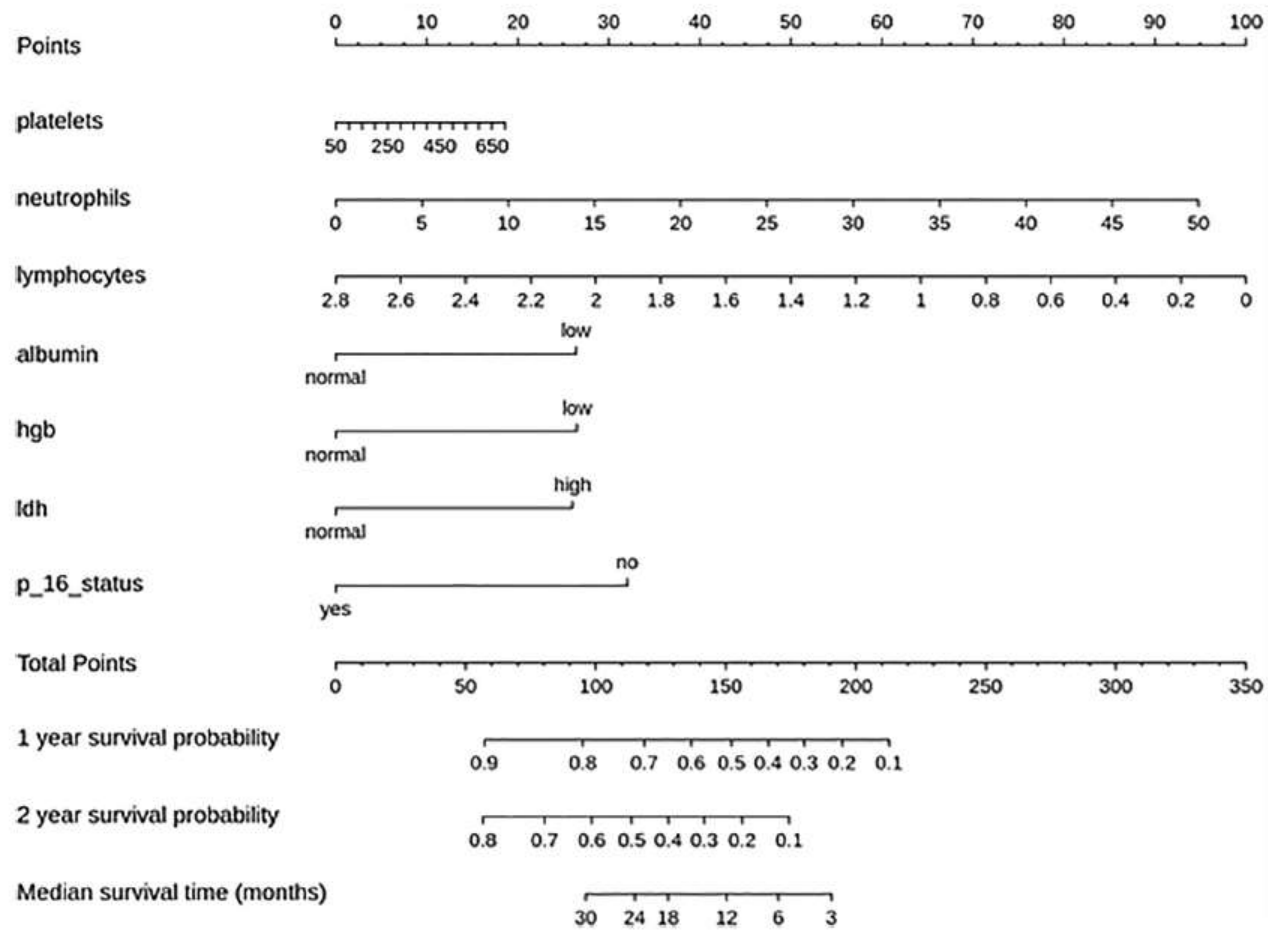 0 10 20 30 40 50 60 70 80 90 100
Points
platelets
50 250 450 650
neutrophils
0 5 10 15 20 25 30 35 40 45 50
lymphocytes
2.8 2.6 2.4 2.2 2 1.8 1.6 1.4 1.2 1 0.8 0.6 0.4 0.2 0
low
albumin
normal
low
hgb
normal
high
ldh
normal
no
p_16_status
yes
Total Points
0 50 100 150 200 250 300 350
1 year survival probability
0.9 0.8 0.7 0.6 0.5 0.4 0.3 0.2 0.1
2 year survival probability
0.8 0.7 0.6 0.5 0.4 0.3 0.2 0.1
Median survival time (months)
30 24 18 12 6 3